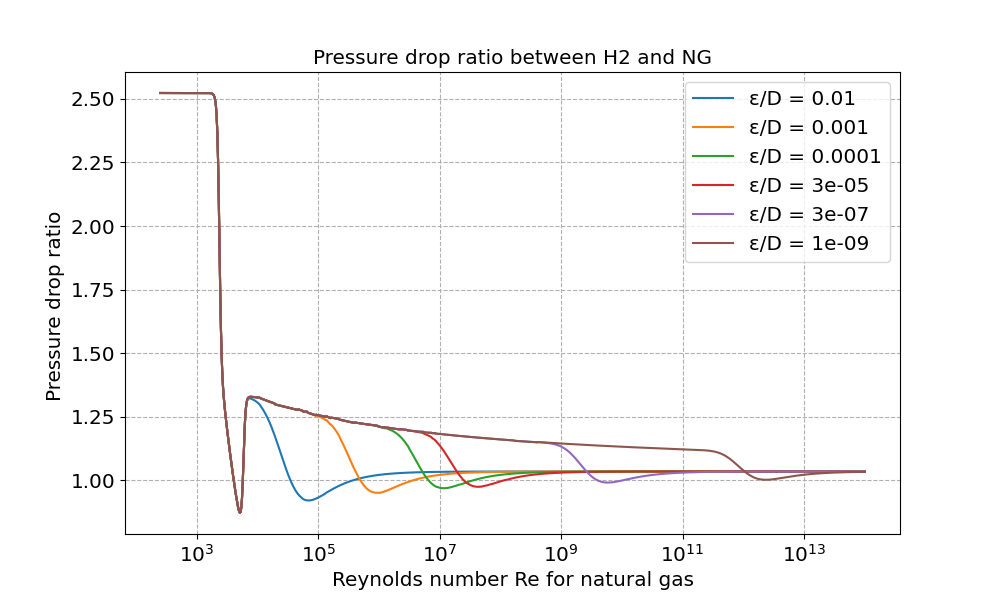 Pressure drop ratio between H2 and NG
Pressure drop ratio
2.50
2.25
2.00
1.75
1.50
1.25
1.00
ε/D = 0.01
ε/D = 0.001
ε/D = 0.0001
ε/D = 3e-05
ε/D = 3e-07
ε/D = 1e-09
10³ 10⁵ 10⁷ 10⁹ 10¹¹ 10¹³
Reynolds number Re for natural gas